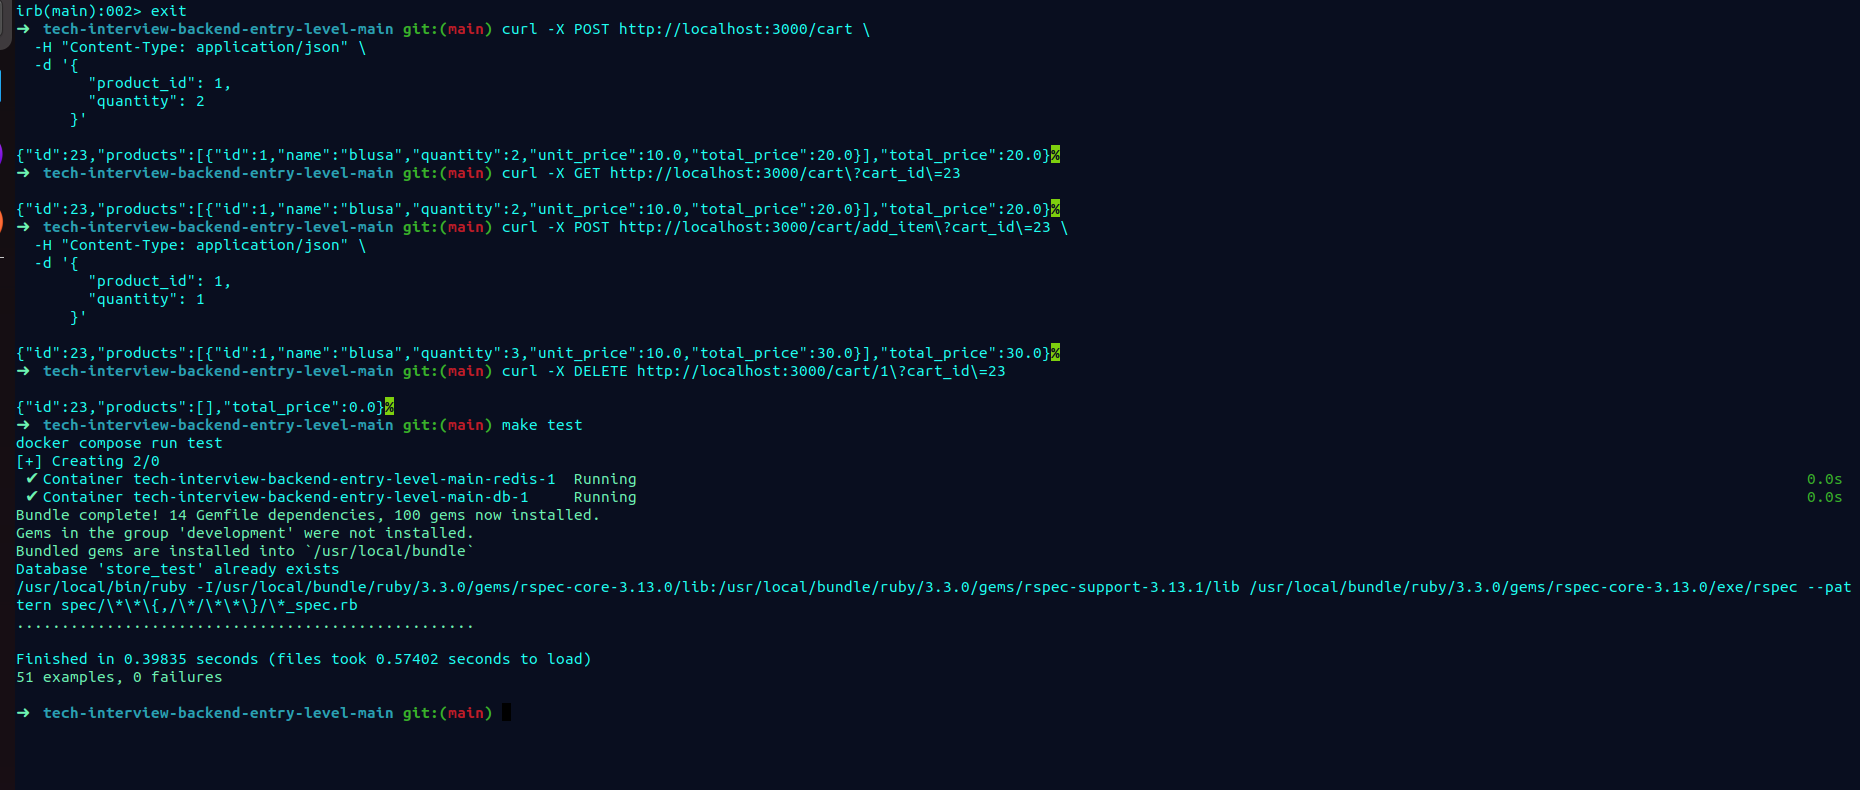 irb(main):002> exit
➜ tech-interview-backend-entry-level-main git:(main) curl -X POST http://localhost:3000/cart \
  -H "Content-Type: application/json" \
  -d '{
        "product_id": 1,
        "quantity": 2
      }'
{"id":23,"products":[{"id":1,"name":"blusa","quantity":2,"unit_price":10.0,"total_price":20.0}],"total_price":20.0}%
➜ tech-interview-backend-entry-level-main git:(main) curl -X GET http://localhost:3000/cart\?cart_id\=23
{"id":23,"products":[{"id":1,"name":"blusa","quantity":2,"unit_price":10.0,"total_price":20.0}],"total_price":20.0}%
➜ tech-interview-backend-entry-level-main git:(main) curl -X POST http://localhost:3000/cart/add_item\?cart_id\=23 \
  -H "Content-Type: application/json" \
  -d '{
        "product_id": 1,
        "quantity": 1
      }'
{"id":23,"products":[{"id":1,"name":"blusa","quantity":3,"unit_price":10.0,"total_price":30.0}],"total_price":30.0}%
➜ tech-interview-backend-entry-level-main git:(main) curl -X DELETE http://localhost:3000/cart/1\?cart_id\=23
{"id":23,"products":[],"total_price":0.0}%
➜ tech-interview-backend-entry-level-main git:(main) make test
docker compose run test
[+] Creating 2/0
 ✔ Container tech-interview-backend-entry-level-main-redis-1  Running 0.0s
 ✔ Container tech-interview-backend-entry-level-main-db-1     Running 0.0s
Bundle complete! 14 Gemfile dependencies, 100 gems now installed.
Gems in the group 'development' were not installed.
Bundled gems are installed into `/usr/local/bundle`
Database 'store_test' already exists
/usr/local/bin/ruby -I/usr/local/bundle/ruby/3.3.0/gems/rspec-core-3.13.0/lib:/usr/local/bundle/ruby/3.3.0/gems/rspec-support-3.13.1/lib /usr/local/bundle/ruby/3.3.0/gems/rspec-core-3.13.0/exe/rspec --pat
tern spec/\*\*\{,/\*/\*\*\}/\*_spec.rb
...................................................
Finished in 0.39835 seconds (files took 0.57402 seconds to load)
51 examples, 0 failures
➜ tech-interview-backend-entry-level-main git:(main)